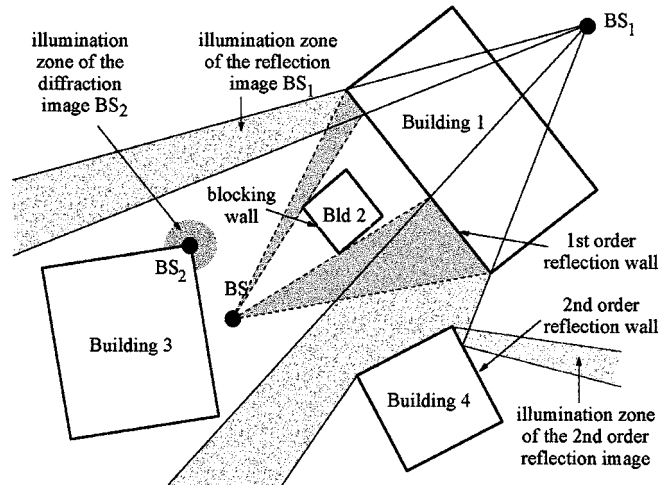 illumination
zone of the
diffraction
image BS2
illumination zone
of the reflection
image BS1
BS1
Building 1
blocking
wall
Bld 2
BS2
BS
1st order
reflection wall
2nd order
reflection wall
Building 3
Building 4
illumination zone
of the 2nd order
reflection image